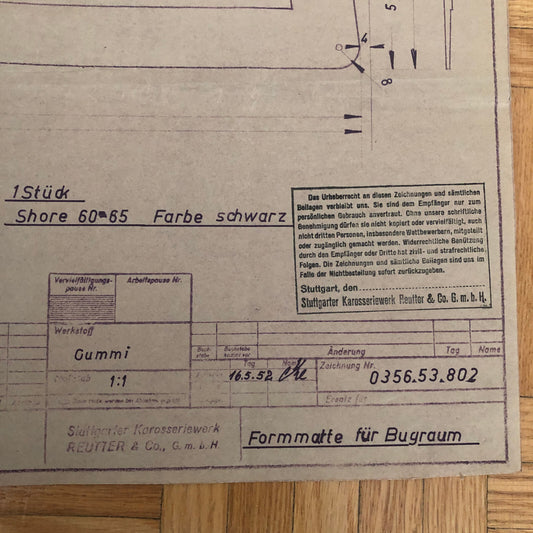 4
5
8
1 Stück
Shore 60-65 Farbe schwarz
Das Urheberrecht an diesen Zeichnungen und sämtlichen
Beilagen verbleibt uns. Sie sind dem Empfänger nur zum
persönlichen Gebrauch anvertraut. Ohne unsere schriftliche
Genehmigung dürfen sie nicht kopiert oder vervielfältigt, auch
nicht dritten Personen, insbesondere Wettbewerbern, mitgeteilt
oder zugänglich gemacht werden. Widerrechtliche Benützung
durch den Empfänger oder Dritte hat zivil- und strafrechtliche
Folgen. Die Zeichnungen und sämtliche Beilagen sind uns im
Falle der Nichtbestellung sofort zurückzugeben.
Stuttgart, den
Stuttgarter Karosseriewerk Reutter & Co. G. m. b. H.
Vervielfältigungs-
pause Nr.
Arbeitspause Nr.
Werkstoff
Gummi
Maßstab
1:1
Buch-
stabe
Buchstabe
Änderung
Tag
Name
Tag
Name
16.5.52
Zeichnung Nr.
0356.53.802
Ersatz für
Stuttgarter Karosseriewerk
REUTTER & Co., G. m. b. H.
Formmatte für Bugraum